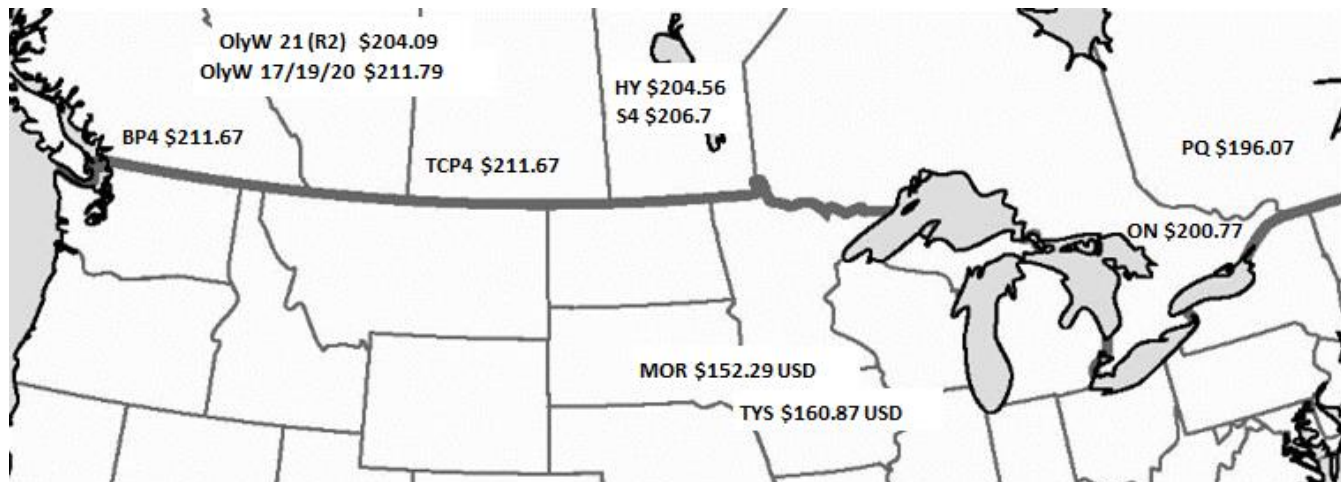 OlyW 21 (R2) $204.09
OlyW 17/19/20 $211.79
HY $204.56
S4 $206.7
BP4 $211.67
TCP4 $211.67
PQ $196.07
ON $200.77
MOR $152.29 USD
TYS $160.87 USD